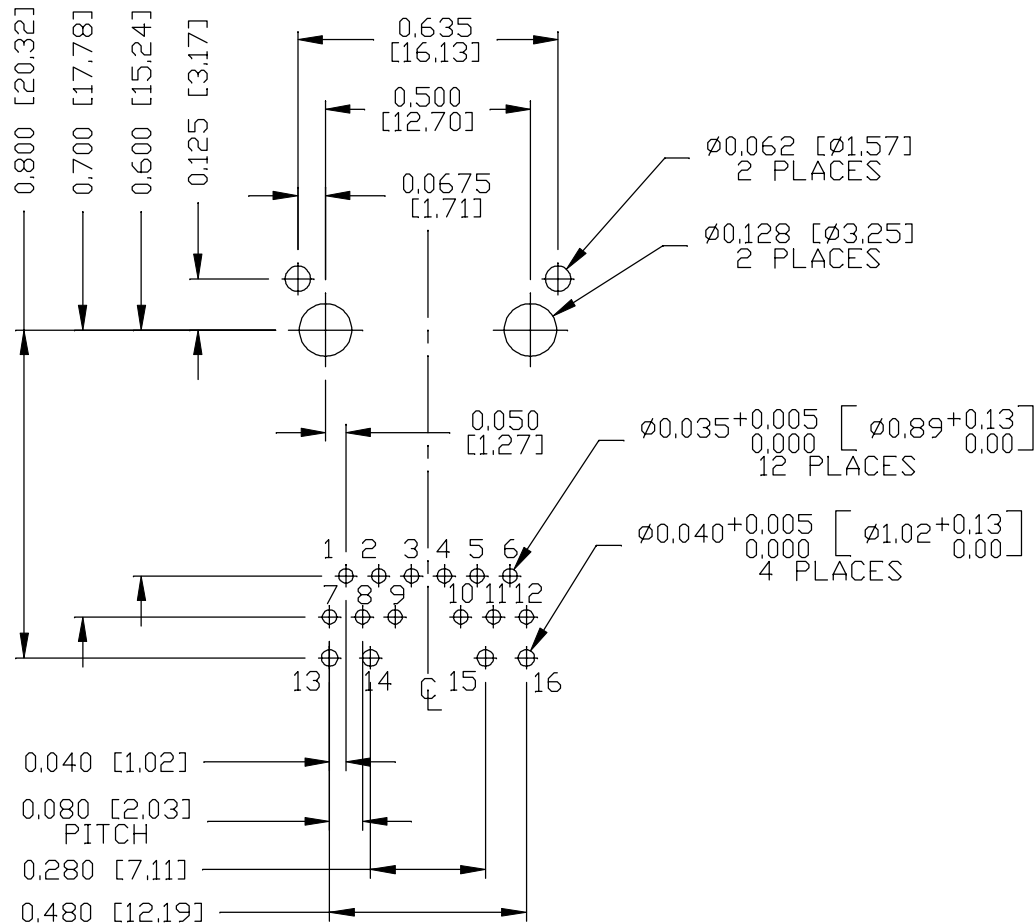 0,800 [20,32]
0,700 [17,78]
0,600 [15,24]
0,125 [3,17]
0,635
[16,13]
0,500
[12,70]
0,0675
[1,71]
Ø0,062 [Ø1,57]
2 PLACES
Ø0,128 [Ø3,25]
2 PLACES
0,050
[1,27]
Ø0,035+0,005 [Ø0,89+0,13]
0,000 0,00
12 PLACES
Ø0,040+0,005 [Ø1,02+0,13]
0,000 0,00
4 PLACES
1 2 3 4 5 6
7 8 9 10 11 12
13 14 15 16
CL
0,040 [1,02]
0,080 [2,03]
PITCH
0,280 [7,11]
0,480 [12,19]